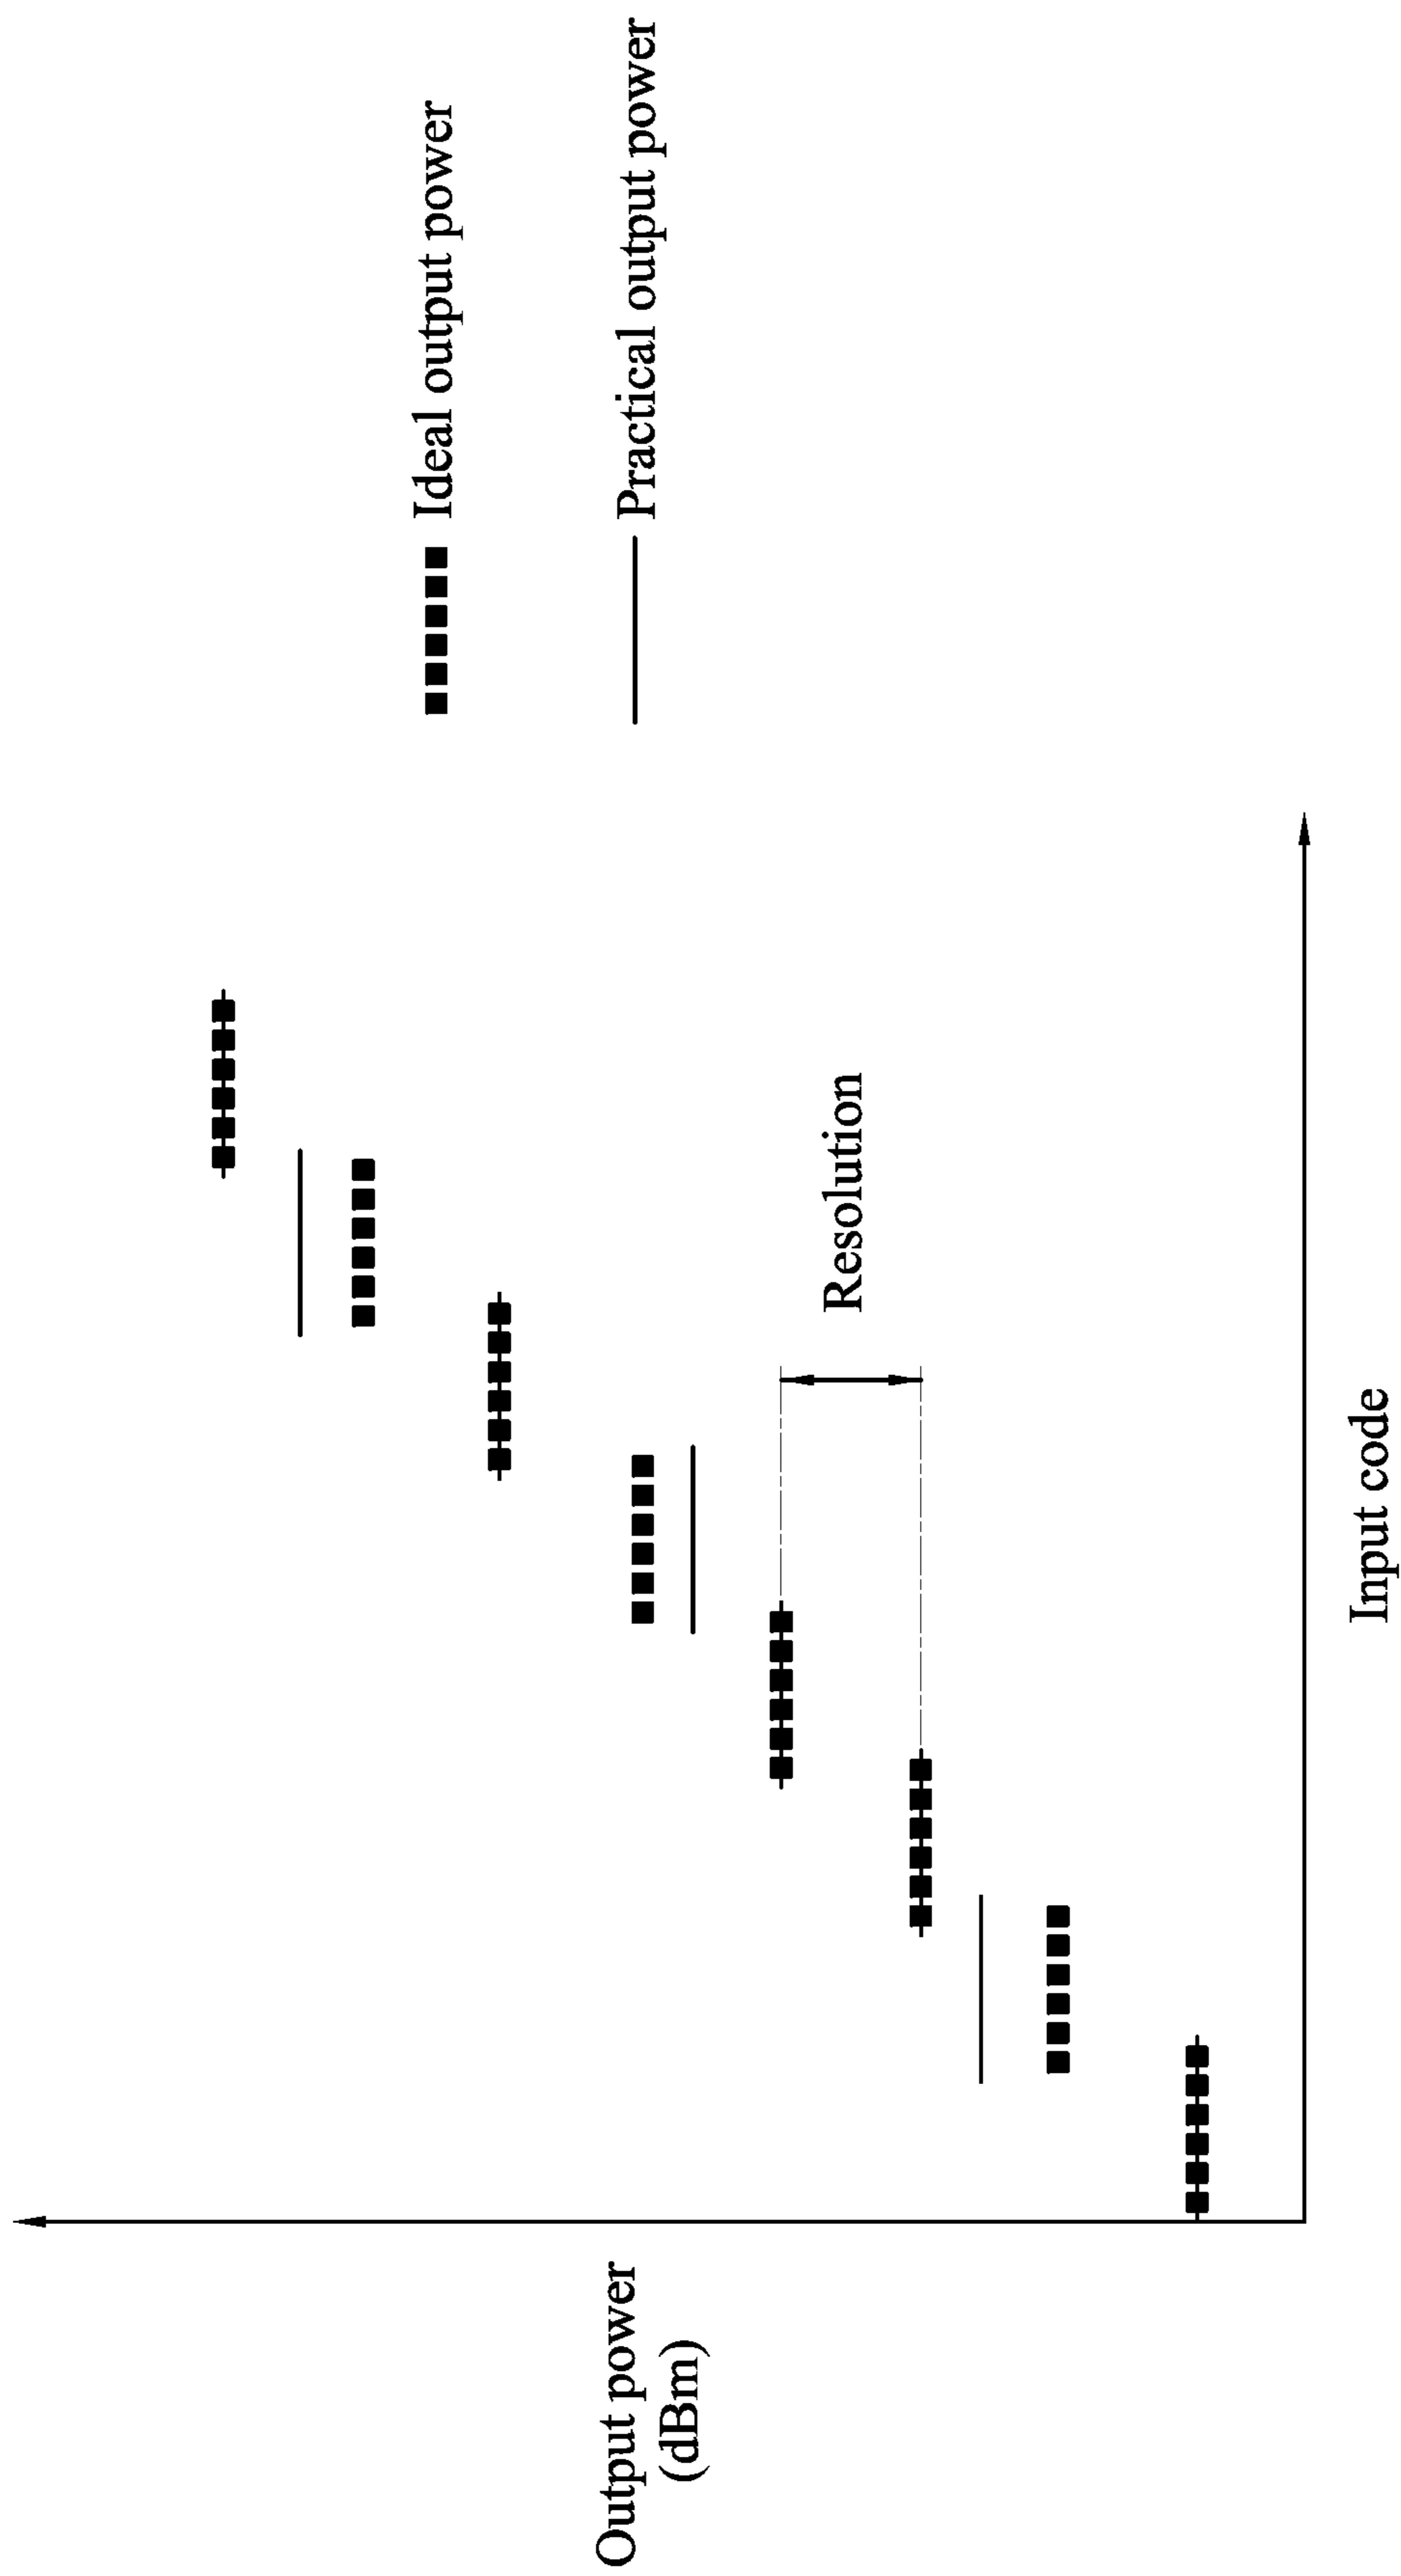 Output power
(dBm)
Ideal output power
Practical output power
Resolution
Input code